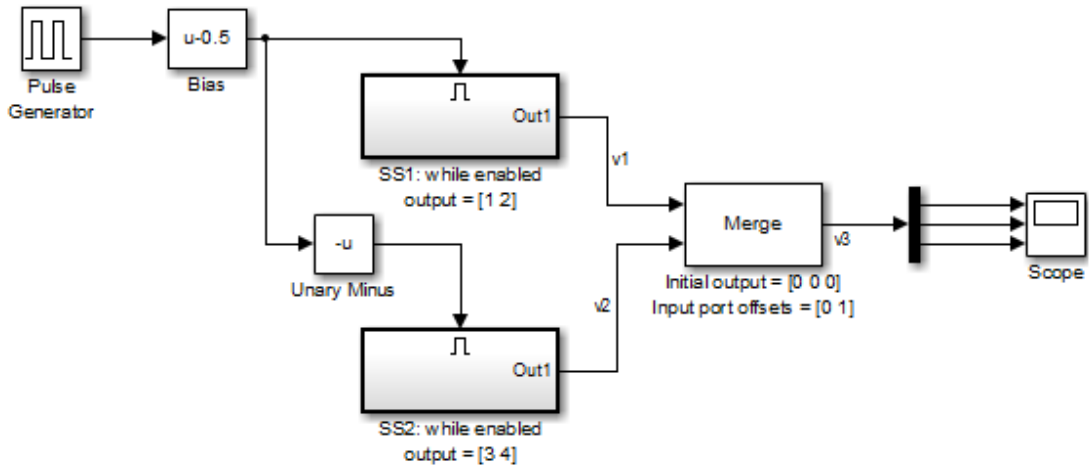 Pulse
Generator
u-0.5
Bias
Out1
SS1: while enabled
output = [1 2]
v1
-u
Unary Minus
Merge
v3
Initial output = [0 0 0]
Input port offsets = [0 1]
Scope
v2
Out1
SS2: while enabled
output = [3 4]